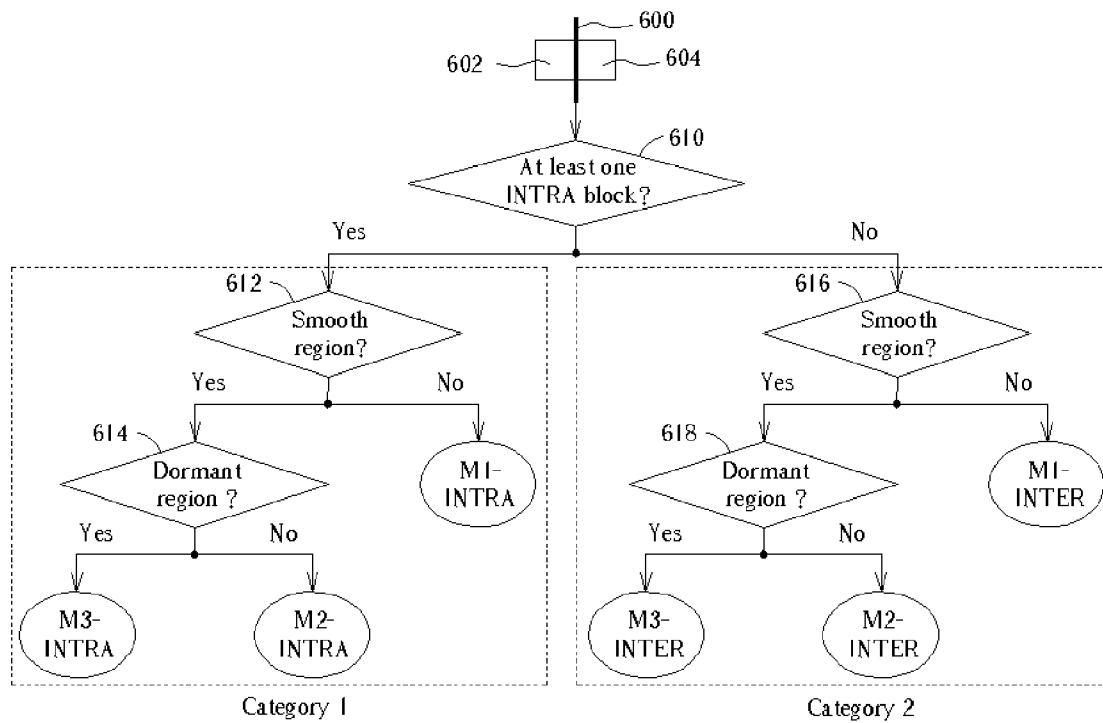 600
602
604
610
At least one
INTRA block?
Yes
No
612
616
Smooth
region?
Smooth
region?
Yes
No
Yes
No
614
618
Dormant
region ?
M1-
INTRA
Dormant
region ?
M1-
INTER
Yes
No
Yes
No
M3-
INTRA
M2-
INTRA
M3-
INTER
M2-
INTER
Category 1
Category 2